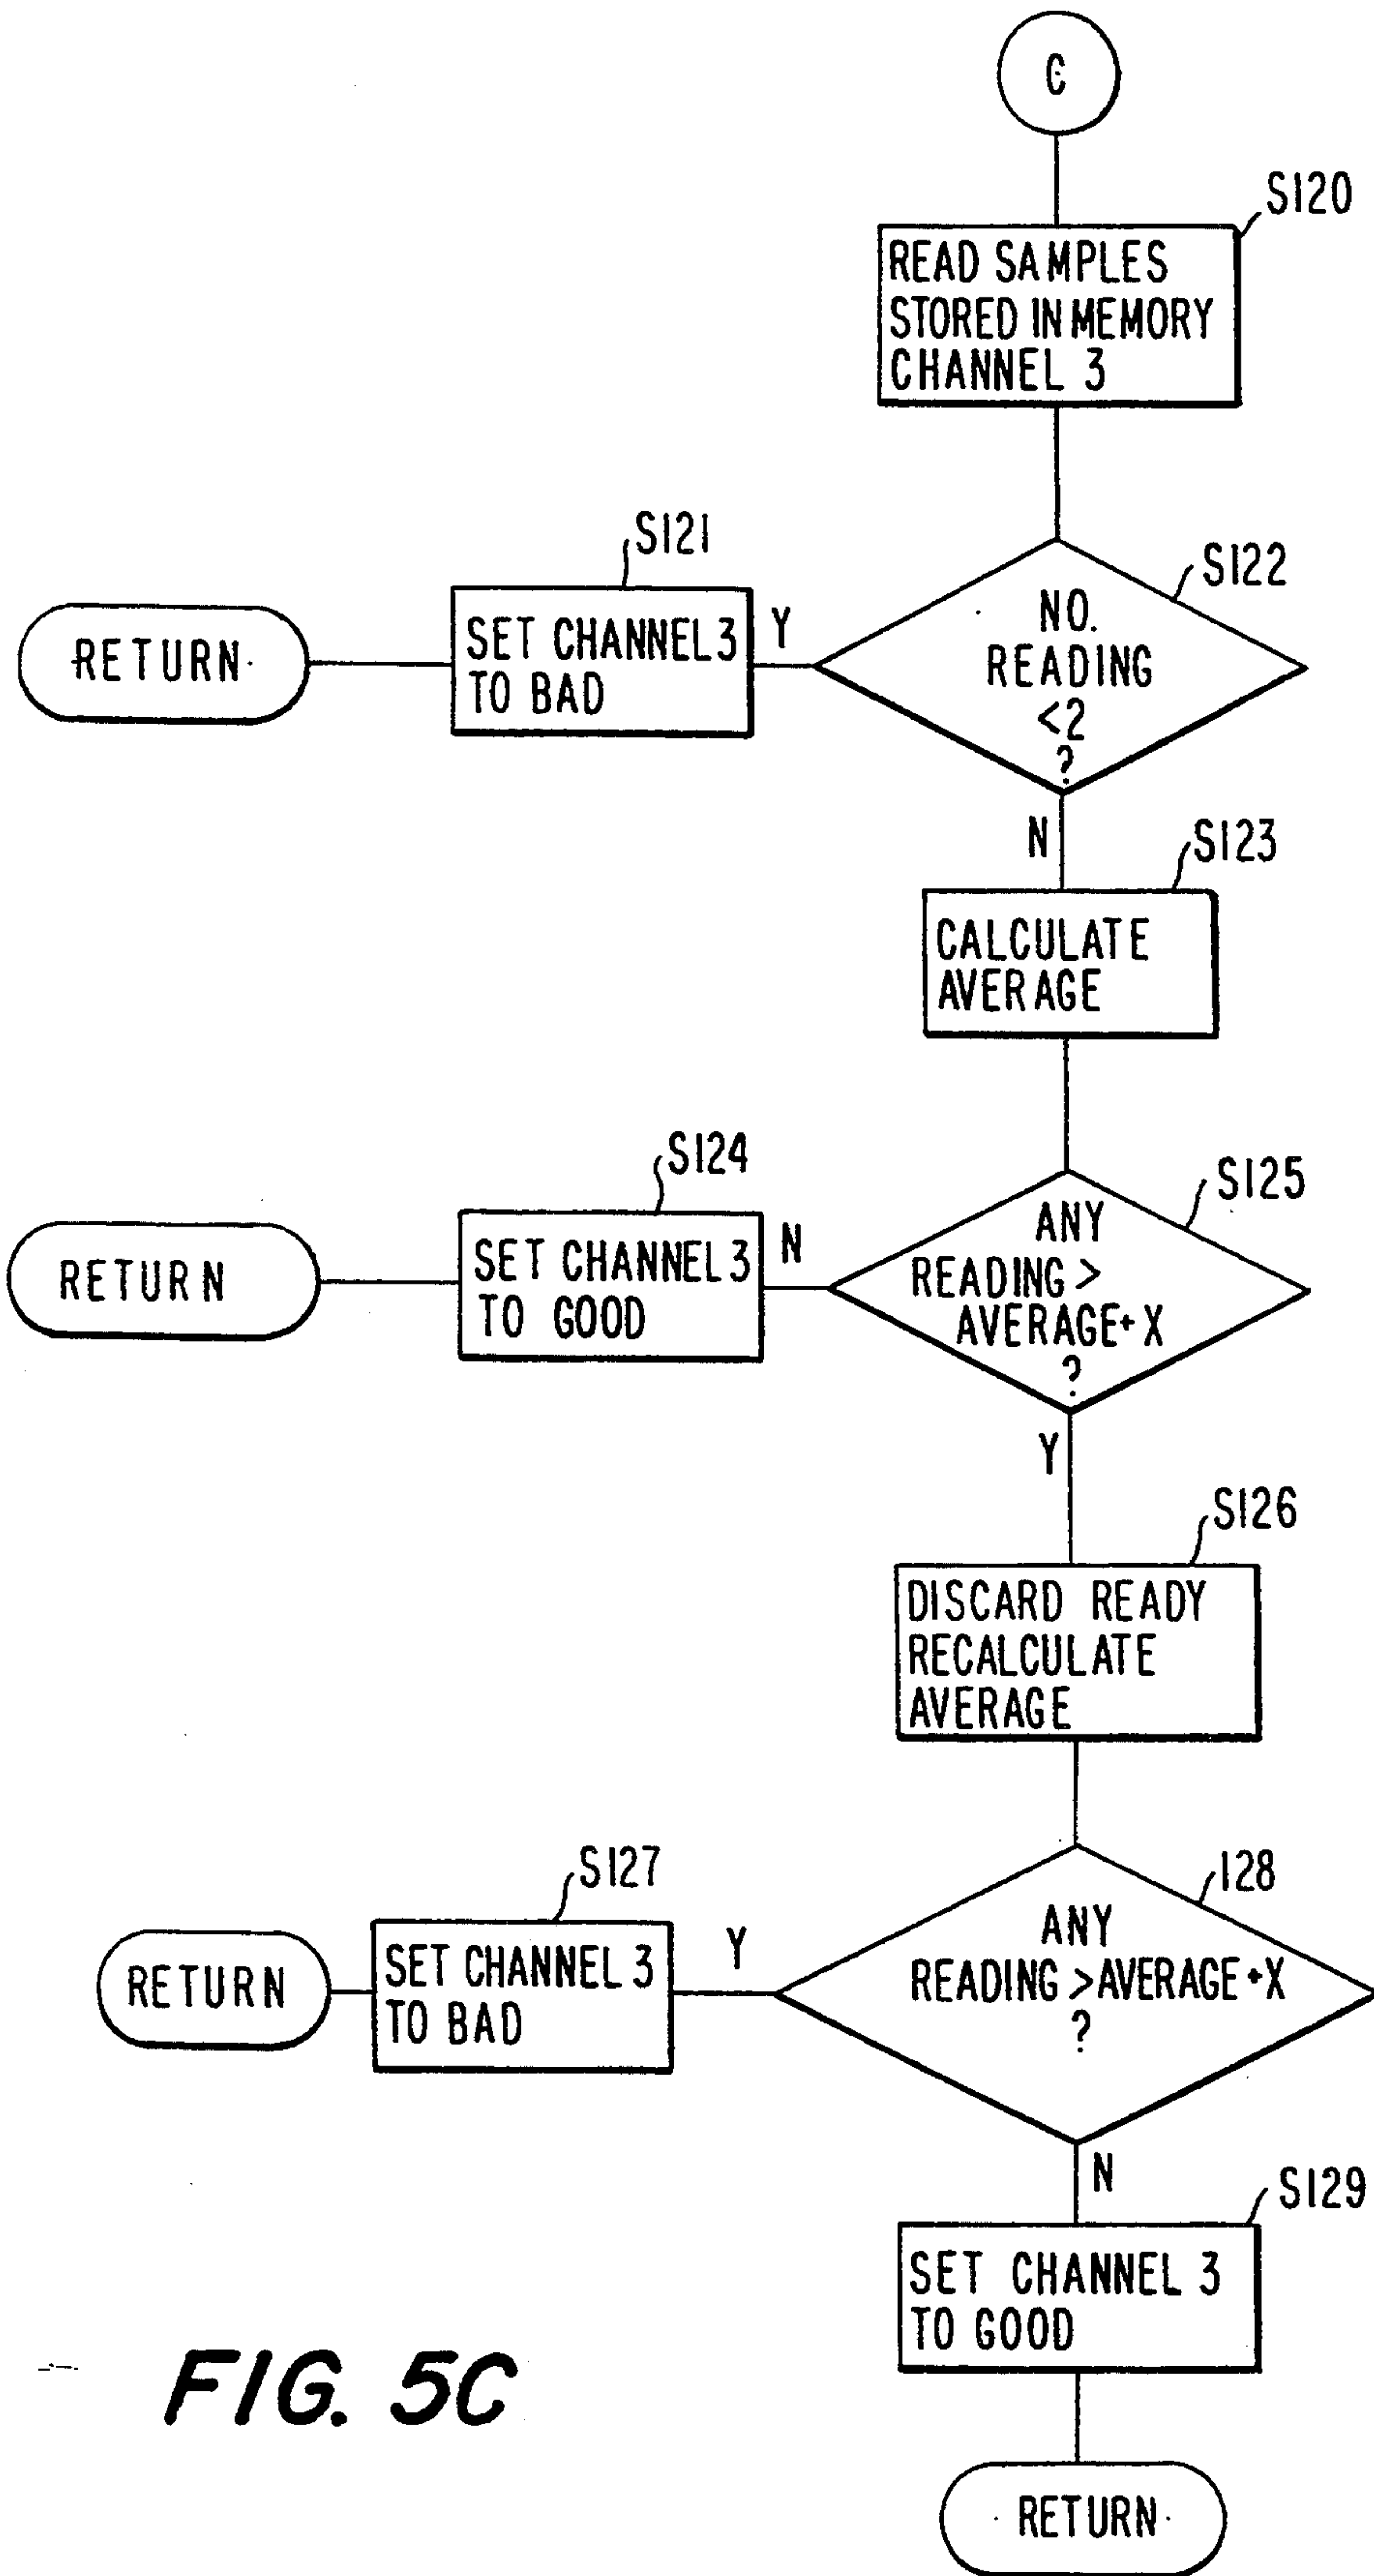 C
S120
READ SAMPLES
STORED IN MEMORY
CHANNEL 3
S121
S122
RETURN
SET CHANNEL 3
TO BAD
Y
NO.
READING
<2
?
N
S123
CALCULATE
AVERAGE
S124
S125
RETURN
SET CHANNEL 3
TO GOOD
N
ANY
READING >
AVERAGE+X
?
Y
S126
DISCARD READY
RECALCULATE
AVERAGE
S127
128
RETURN
SET CHANNEL 3
TO BAD
Y
ANY
READING >AVERAGE+X
?
N
S129
SET CHANNEL 3
TO GOOD
FIG. 5C
RETURN